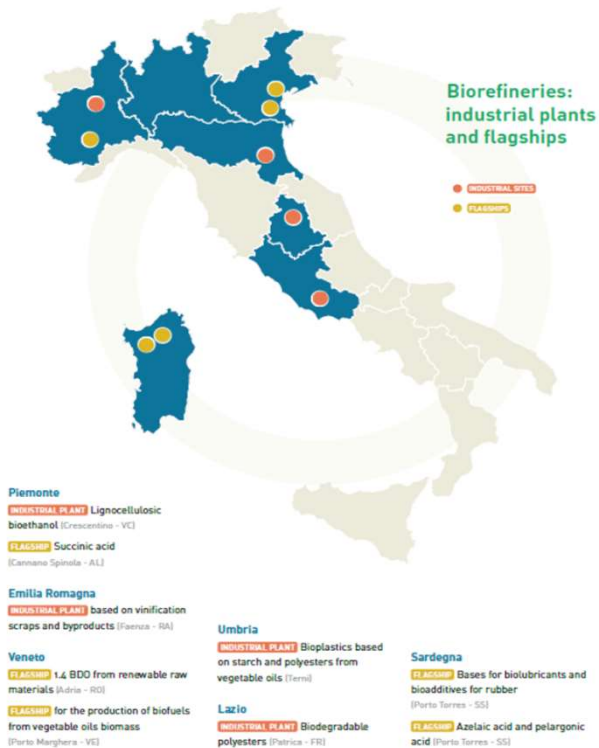 Biorefineries:
industrial plants
and flagships
INDUSTRIAL SITES
FLAGSHIPS
Piemonte
INDUSTRIAL PLANT Lignocellulosic
bioethanol (Crescentino - VC)
FLAGSHIP Succinic acid
(Cannano Spinola - AL)
Emilia Romagna
INDUSTRIAL PLANT based on vinification
scraps and byproducts (Faenza - RA)
Veneto
FLAGSHIP 1.4 BDO from renewable raw
materials (Adria - RO)
FLAGSHIP for the production of biofuels
from vegetable oils biomass
(Porto Marghera - VE)
Umbria
INDUSTRIAL PLANT Bioplastics based
on starch and polyesters from
vegetable oils (Terni)
Lazio
INDUSTRIAL PLANT Biodegradable
polyesters (Patrica - FR)
Sardegna
FLAGSHIP Bases for biolubricants and
bioadditives for rubber
(Porto Torres - SS)
FLAGSHIP Azelaic acid and pelargonic
acid (Porto Torres - SS)